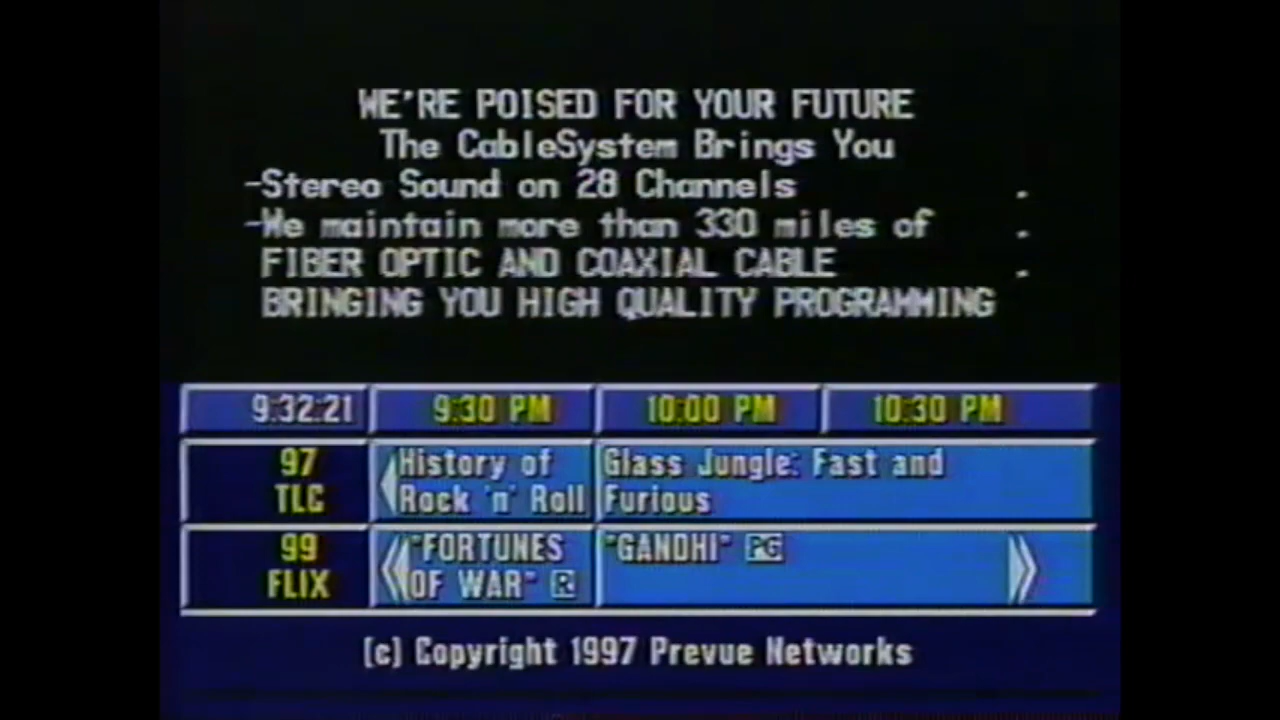 WE'RE POISED FOR YOUR FUTURE
The CableSystem Brings You
-Stereo Sound on 28 Channels .
-We maintain more than 330 miles of .
FIBER OPTIC AND COAXIAL CABLE .
BRINGING YOU HIGH QUALITY PROGRAMMING
9:32:21 9:30 PM 10:00 PM 10:30 PM
97 TLC
History of
Rock 'n' Roll
Glass Jungle: Fast and
Furious
99 FLIX
"FORTUNES
OF WAR" R
"GANDHI" PG
(c) Copyright 1997 Prevue Networks